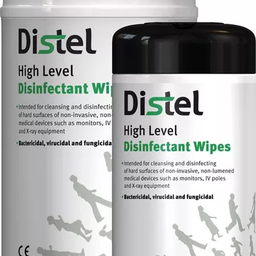 Distel
High Level
Disinfectant Wip
•Intended for cleansing and disinfecting
of hard surfaces of non-invasive, non-
medical devices such as monitors, IV
and X-ray equipment
•Bactericidal, virucidal and fungicidal
CE
Distel
High Level
Disinfectant Wipes
•Intended for cleansing and disinfecting
of hard surfaces of non-invasive, non-lumened
medical devices such as monitors, IV poles
and X-ray equipment
•Bactericidal, virucidal and fungicidal